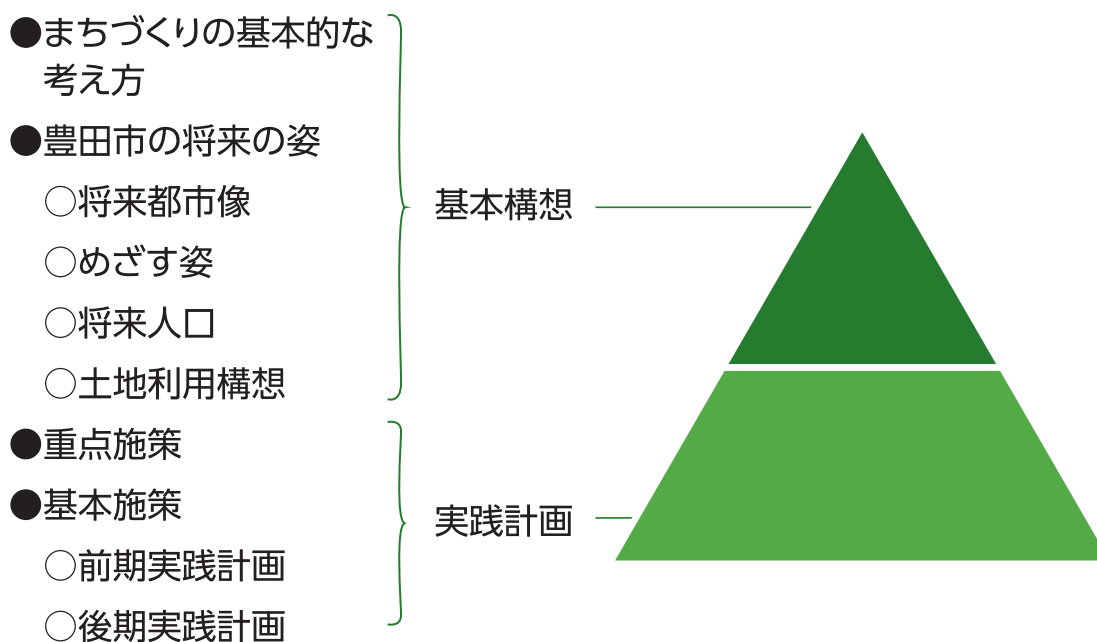 ●まちづくりの基本的な
考え方
●豊田市の将来の姿
○将来都市像
○めざす姿
○将来人口
○土地利用構想
基本構想
●重点施策
●基本施策
○前期実践計画
○後期実践計画
実践計画